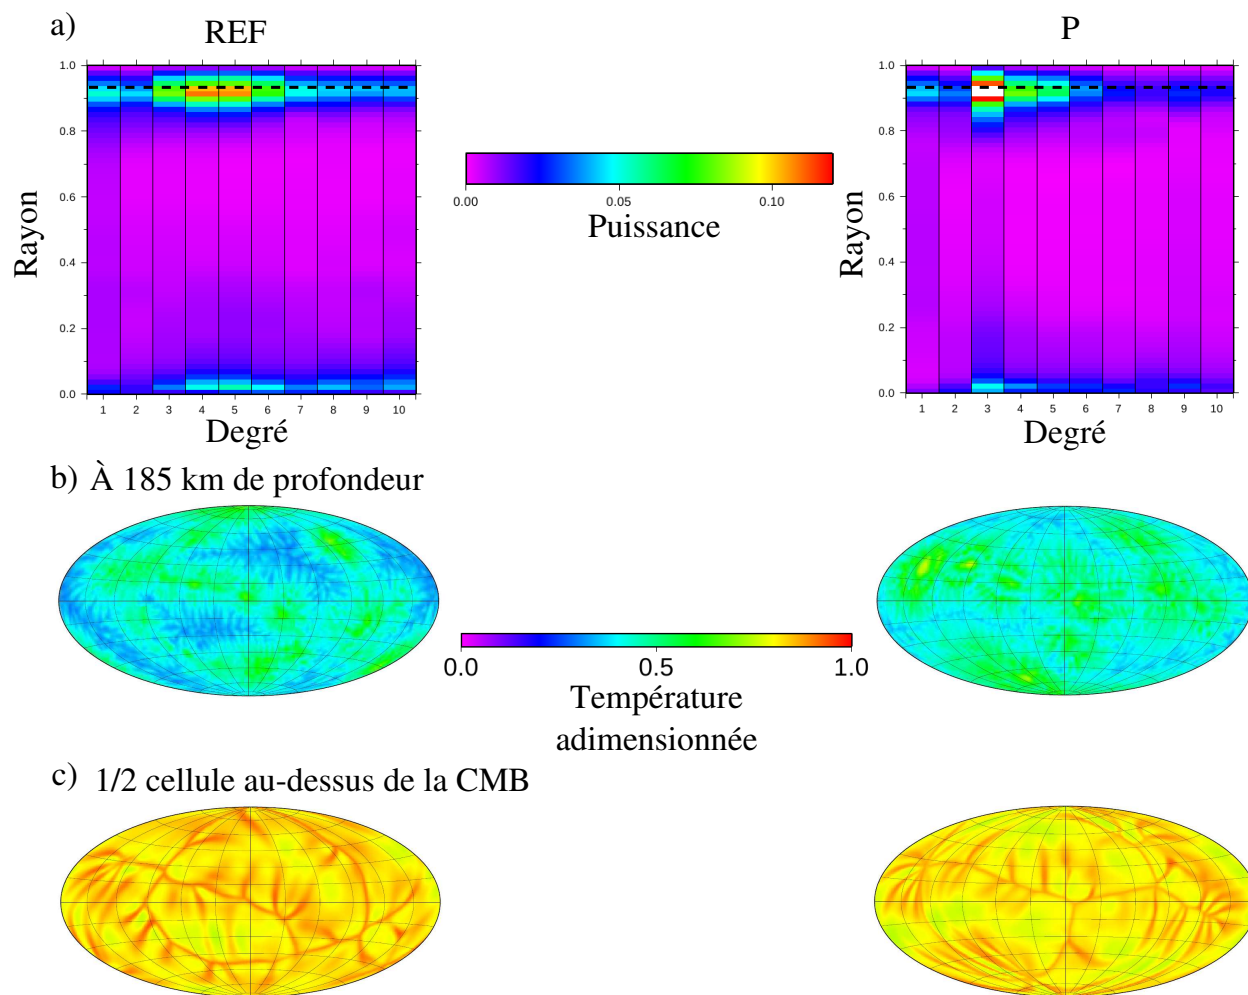 a)
REF
P
1.0
0.8
0.6
0.4
0.2
0.0
Rayon
1 2 3 4 5 6 7 8 9 10
Degré
0.00 0.05 0.10
Puissance
1.0
0.8
0.6
0.4
0.2
0.0
Rayon
1 2 3 4 5 6 7 8 9 10
Degré
b) À 185 km de profondeur
0.0 0.5 1.0
Température
adimensionnée
c) 1/2 cellule au-dessus de la CMB